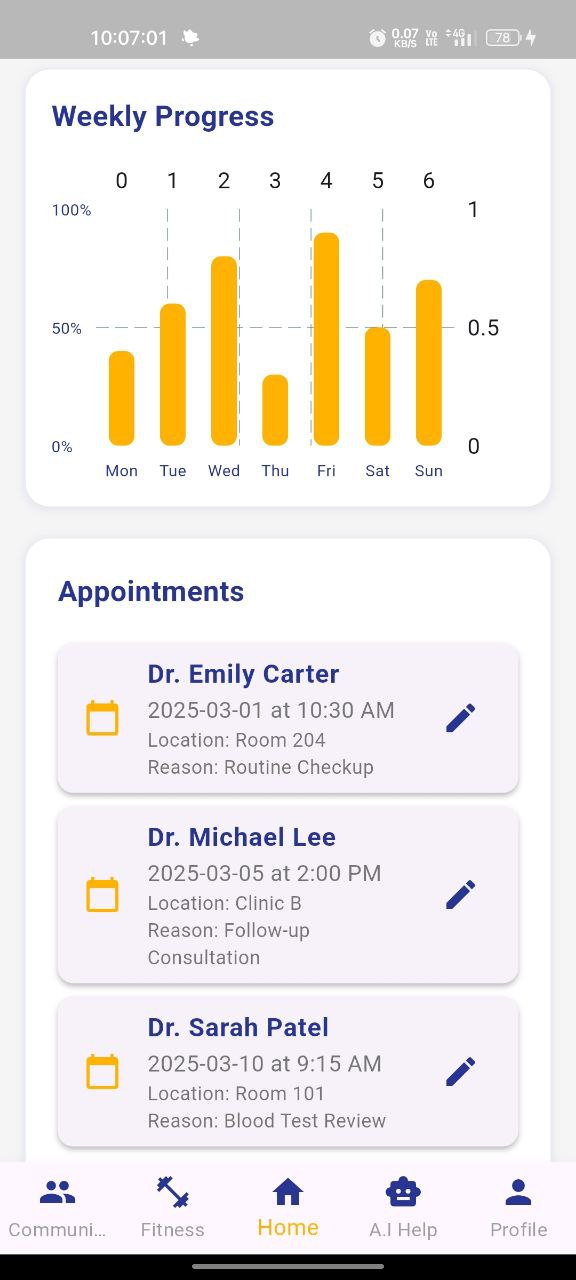 10:07:01 0.07 KB/S Vo LTE 4G 78
Weekly Progress
0 1 2 3 4 5 6
100% 1
50% 0.5
0% 0
Mon Tue Wed Thu Fri Sat Sun
Appointments
Dr. Emily Carter
2025-03-01 at 10:30 AM
Location: Room 204
Reason: Routine Checkup
Dr. Michael Lee
2025-03-05 at 2:00 PM
Location: Clinic B
Reason: Follow-up
Consultation
Dr. Sarah Patel
2025-03-10 at 9:15 AM
Location: Room 101
Reason: Blood Test Review
Communi... Fitness Home A.I Help Profile